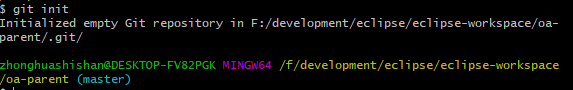 $ git init
Initialized empty Git repository in F:/development/eclipse/eclipse-workspace/oa-
parent/.git/
zhonghuashishan@DESKTOP-FV82PGK MINGW64 /f/development/eclipse/eclipse-workspace
/oa-parent (master)